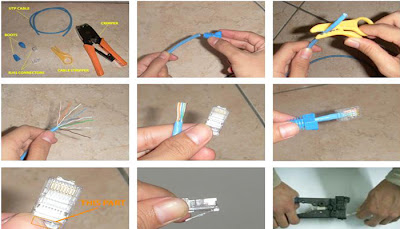 UTP CABLE
CRIMPER
BOOTS
RJ45 CONNECTORS
CABLE STRIPPER